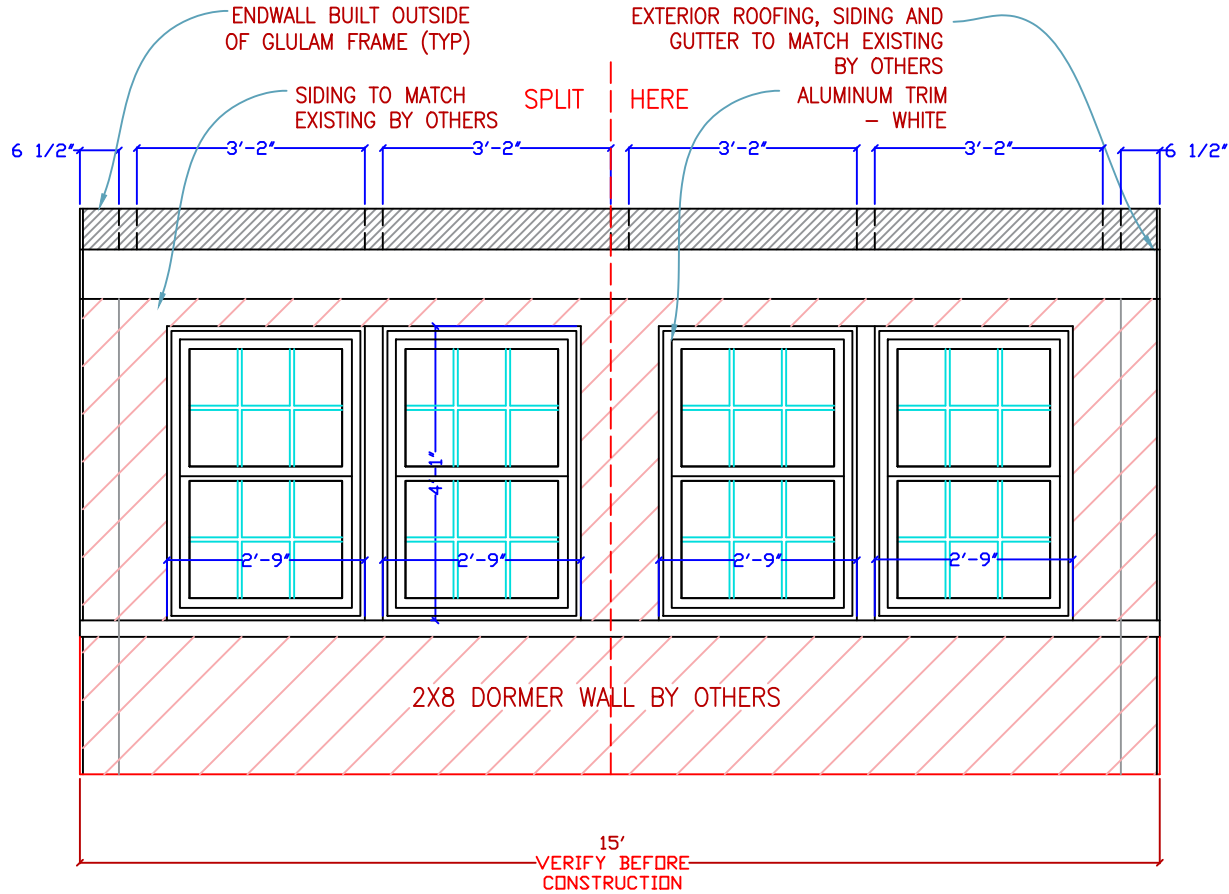 ENDWALL BUILT OUTSIDE
OF GLULAM FRAME (TYP)
EXTERIOR ROOFING, SIDING AND
GUTTER TO MATCH EXISTING
BY OTHERS
SIDING TO MATCH
EXISTING BY OTHERS
SPLIT HERE
ALUMINUM TRIM
– WHITE
6 1/2" 3'-2" 3'-2" 3'-2" 3'-2" 6 1/2"
4'-1"
2'-9" 2'-9" 2'-9" 2'-9"
2X8 DORMER WALL BY OTHERS
15'
VERIFY BEFORE
CONSTRUCTION